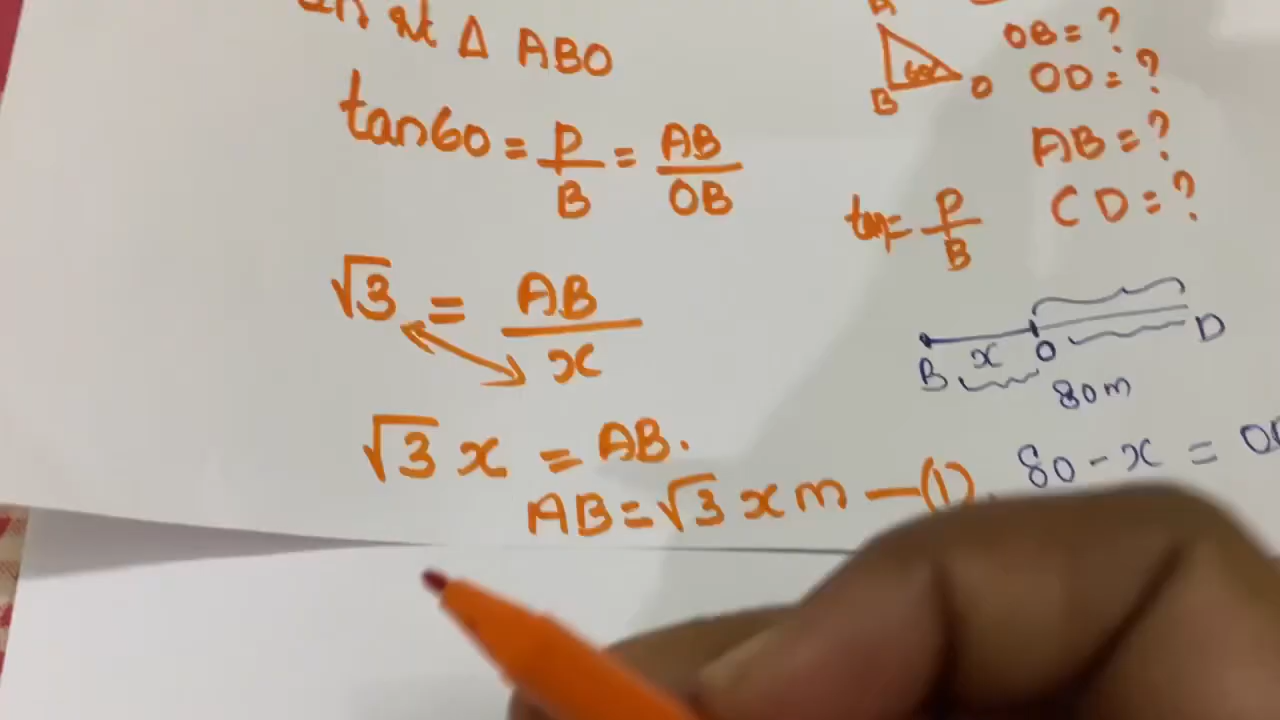 In rt Δ ABO
tan60 = P/B = AB/OB
√3 = AB/x
√3 x = AB.
AB = √3 x m — (1).
A
60°
B
O
OB = ?
OD = ?
AB = ?
CD = ?
tan = P/B
B x O D
80m
80 - x =